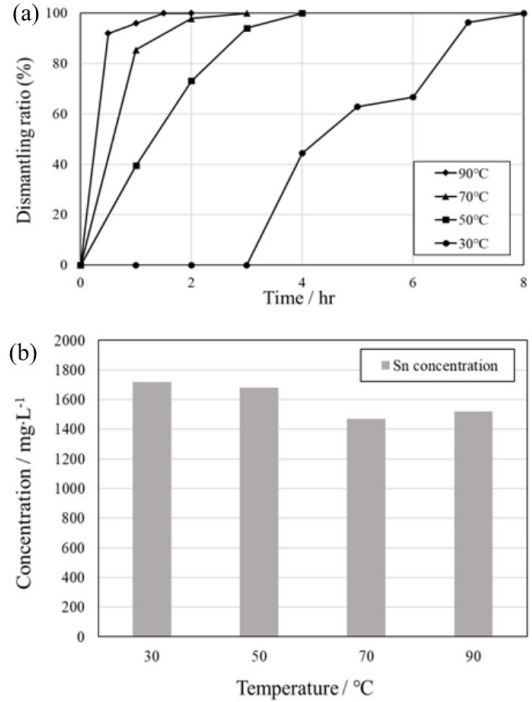 (a)
Dismantling ratio (%)
100
80
60
40
20
0
90°C
70°C
50°C
30°C
0
2
4
6
8
Time / hr
(b)
Concentration / mg·L⁻¹
2000
1800
1600
1400
1200
1000
800
600
400
200
0
Sn concentration
30
50
70
90
Temperature / °C